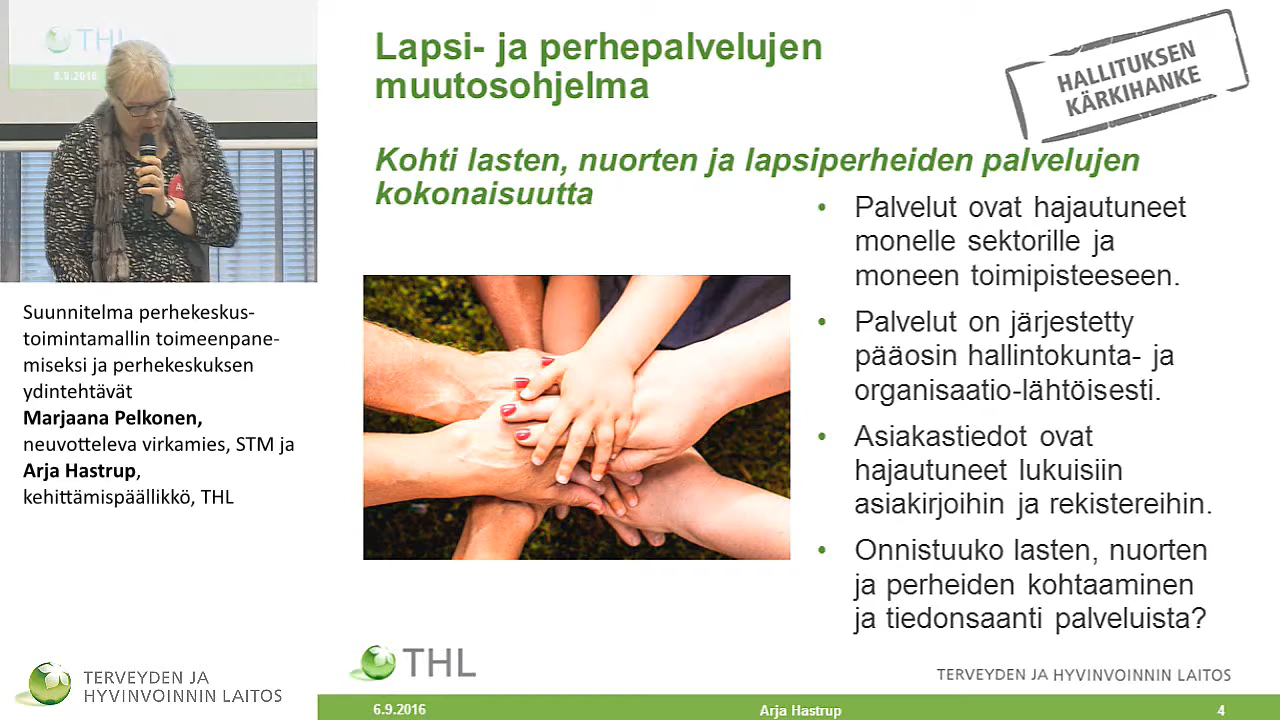 THL
6.9.2016
Suunnitelma perhekeskus-
toimintamallin toimeenpane-
miseksi ja perhekeskuksen
ydintehtävät
Marjaana Pelkonen,
neuvotteleva virkamies, STM ja
Arja Hastrup,
kehittämispäällikkö, THL
TERVEYDEN JA
HYVINVOINNIN LAITOS
Lapsi- ja perhepalvelujen
muutosohjelma
HALLITUKSEN
KÄRKIHANKE
Kohti lasten, nuorten ja lapsiperheiden palvelujen
kokonaisuutta
• Palvelut ovat hajautuneet
monelle sektorille ja
moneen toimipisteeseen.
• Palvelut on järjestetty
pääosin hallintokunta- ja
organisaatio-lähtöisesti.
• Asiakastiedot ovat
hajautuneet lukuisiin
asiakirjoihin ja rekistereihin.
• Onnistuuko lasten, nuorten
ja perheiden kohtaaminen
ja tiedonsaanti palveluista?
THL
TERVEYDEN JA HYVINVOINNIN LAITOS
6.9.2016
Arja Hastrup
4